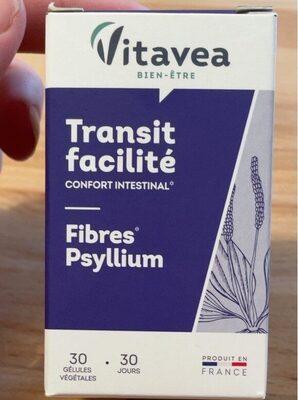 Vitavea
BIEN-ÊTRE
Transit
facilité
CONFORT INTESTINAL°
Fibres°
Psyllium
30 • 30
GÉLULES JOURS
VÉGÉTALES
PRODUIT EN
FRANCE